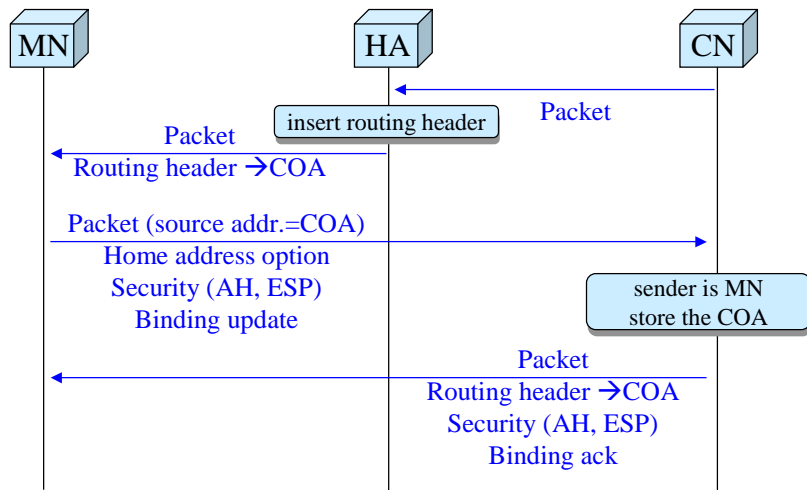 MN
HA
CN
Packet
insert routing header
Packet
Routing header →COA
Packet (source addr.=COA)
Home address option
Security (AH, ESP)
Binding update
sender is MN
store the COA
Packet
Routing header →COA
Security (AH, ESP)
Binding ack